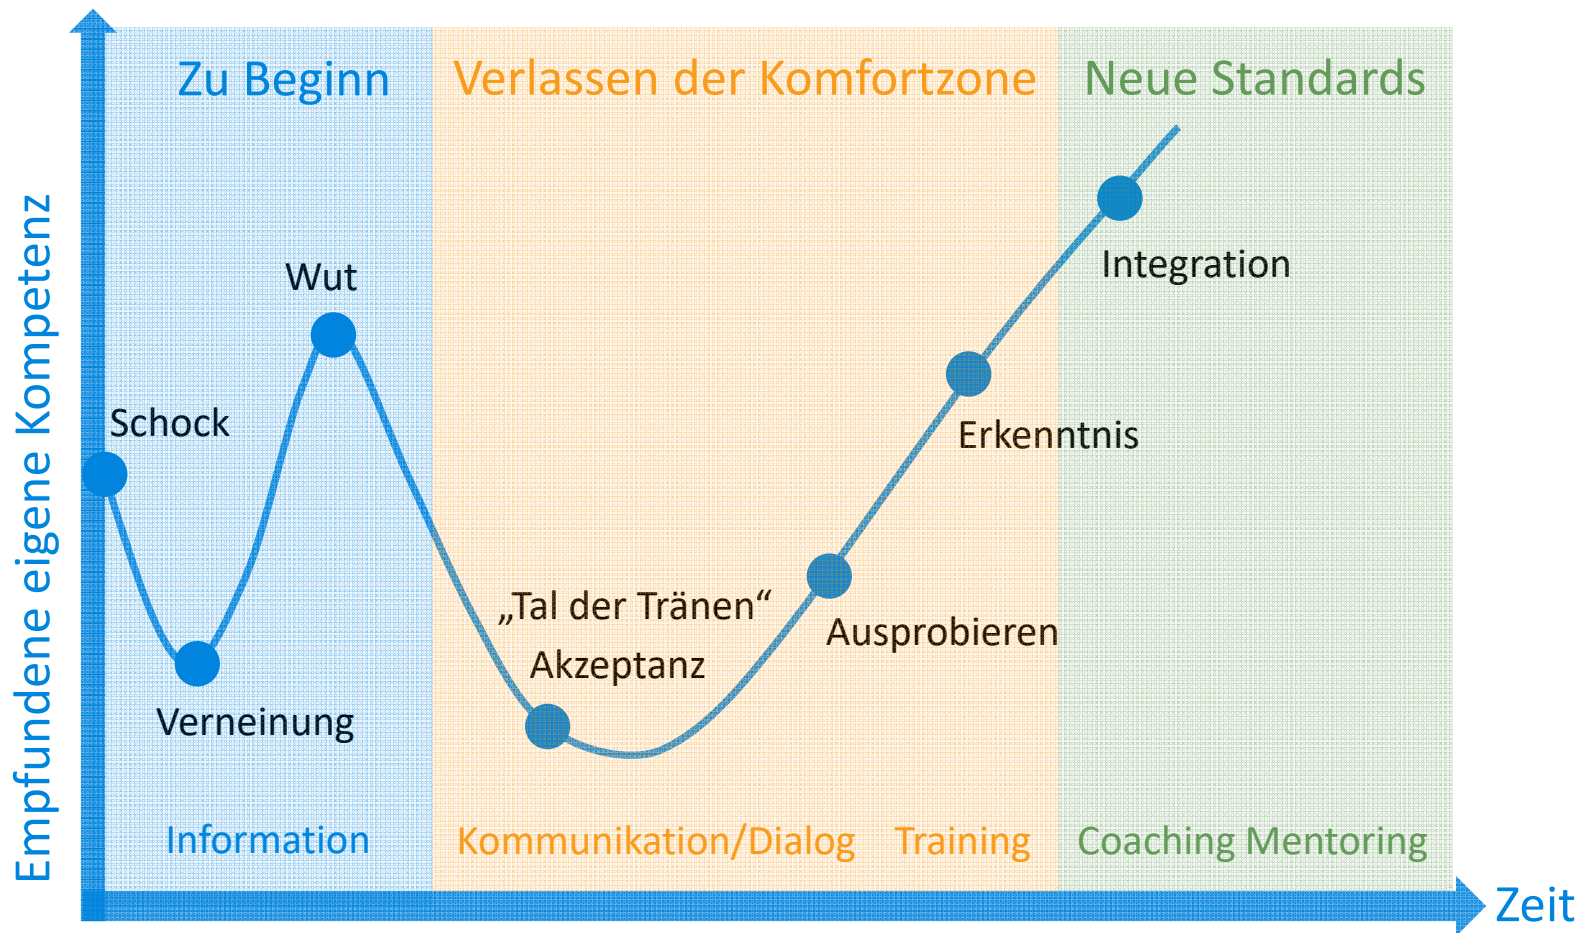 Zu Beginn
Verlassen der Komfortzone
Neue Standards
Empfundene eigene Kompetenz
Schock
Verneinung
Wut
„Tal der Tränen“
Akzeptanz
Ausprobieren
Erkenntnis
Integration
Information
Kommunikation/Dialog
Training
Coaching Mentoring
Zeit